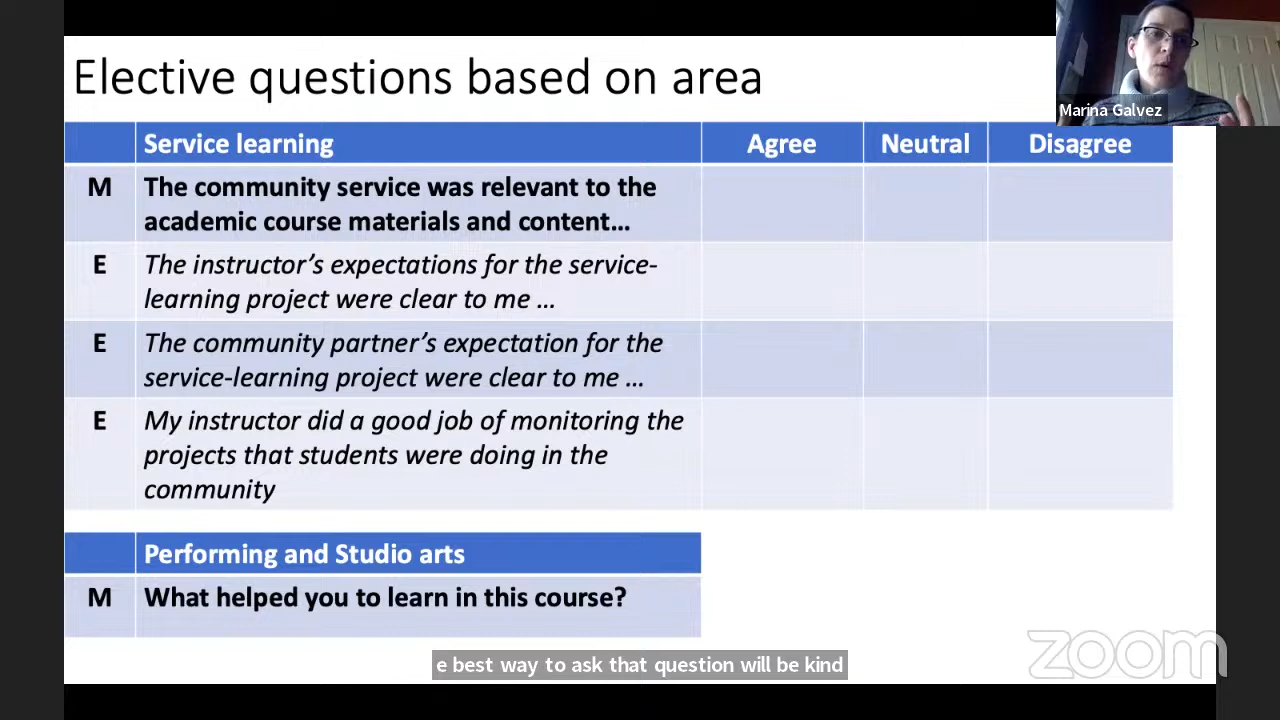 Elective questions based on area
Marina Galvez
Service learning Agree Neutral Disagree
M The community service was relevant to the
academic course materials and content…
E The instructor's expectations for the service-
learning project were clear to me …
E The community partner's expectation for the
service-learning project were clear to me …
E My instructor did a good job of monitoring the
projects that students were doing in the
community
Performing and Studio arts
M What helped you to learn in this course?
e best way to ask that question will be kind
zoom